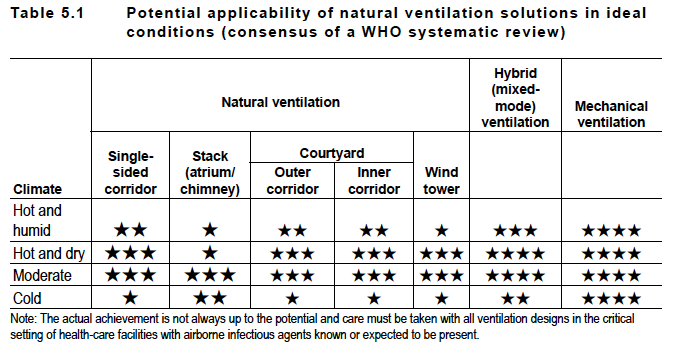 Table 5.1 Potential applicability of natural ventilation solutions in ideal
conditions (consensus of a WHO systematic review)
Natural ventilation
Hybrid
(mixed-
mode)
ventilation
Mechanical
ventilation
Climate
Single-
sided
corridor
Stack
(atrium/
chimney)
Courtyard
Outer
corridor
Inner
corridor
Wind
tower
Hot and
humid ★★ ★ ★★ ★★ ★ ★★★ ★★★★
Hot and dry ★★★ ★ ★★★ ★★★ ★★★ ★★★★ ★★★★
Moderate ★★★ ★★★ ★★★ ★★★ ★★★ ★★★★ ★★★★
Cold ★ ★★ ★ ★ ★ ★★ ★★★★
Note: The actual achievement is not always up to the potential and care must be taken with all ventilation designs in the critical
setting of health-care facilities with airborne infectious agents known or expected to be present.